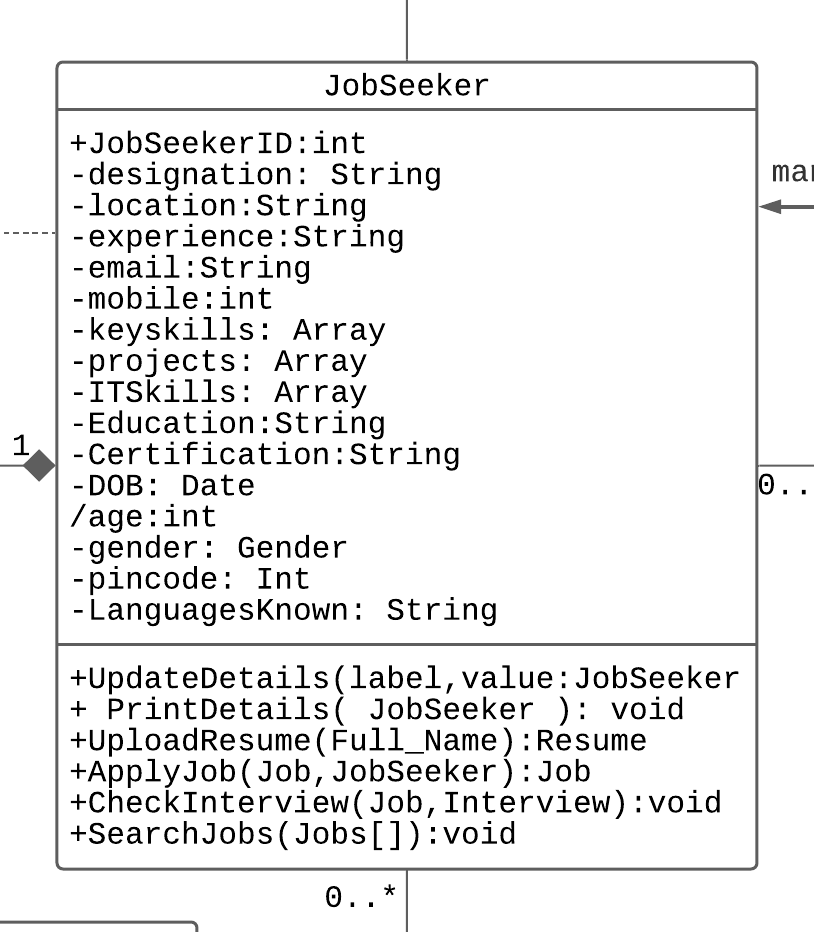 JobSeeker
+JobSeekerID:int
-designation: String
-location:String
-experience:String
-email:String
-mobile:int
-keyskills: Array
-projects: Array
-ITSkills: Array
-Education:String
-Certification:String
-DOB: Date
/age:int
-gender: Gender
-pincode: Int
-LanguagesKnown: String
+UpdateDetails(label,value:JobSeeker
+ PrintDetails( JobSeeker ): void
+UploadResume(Full_Name):Resume
+ApplyJob(Job,JobSeeker):Job
+CheckInterview(Job,Interview):void
+SearchJobs(Jobs[]):void
1
0..
0..*